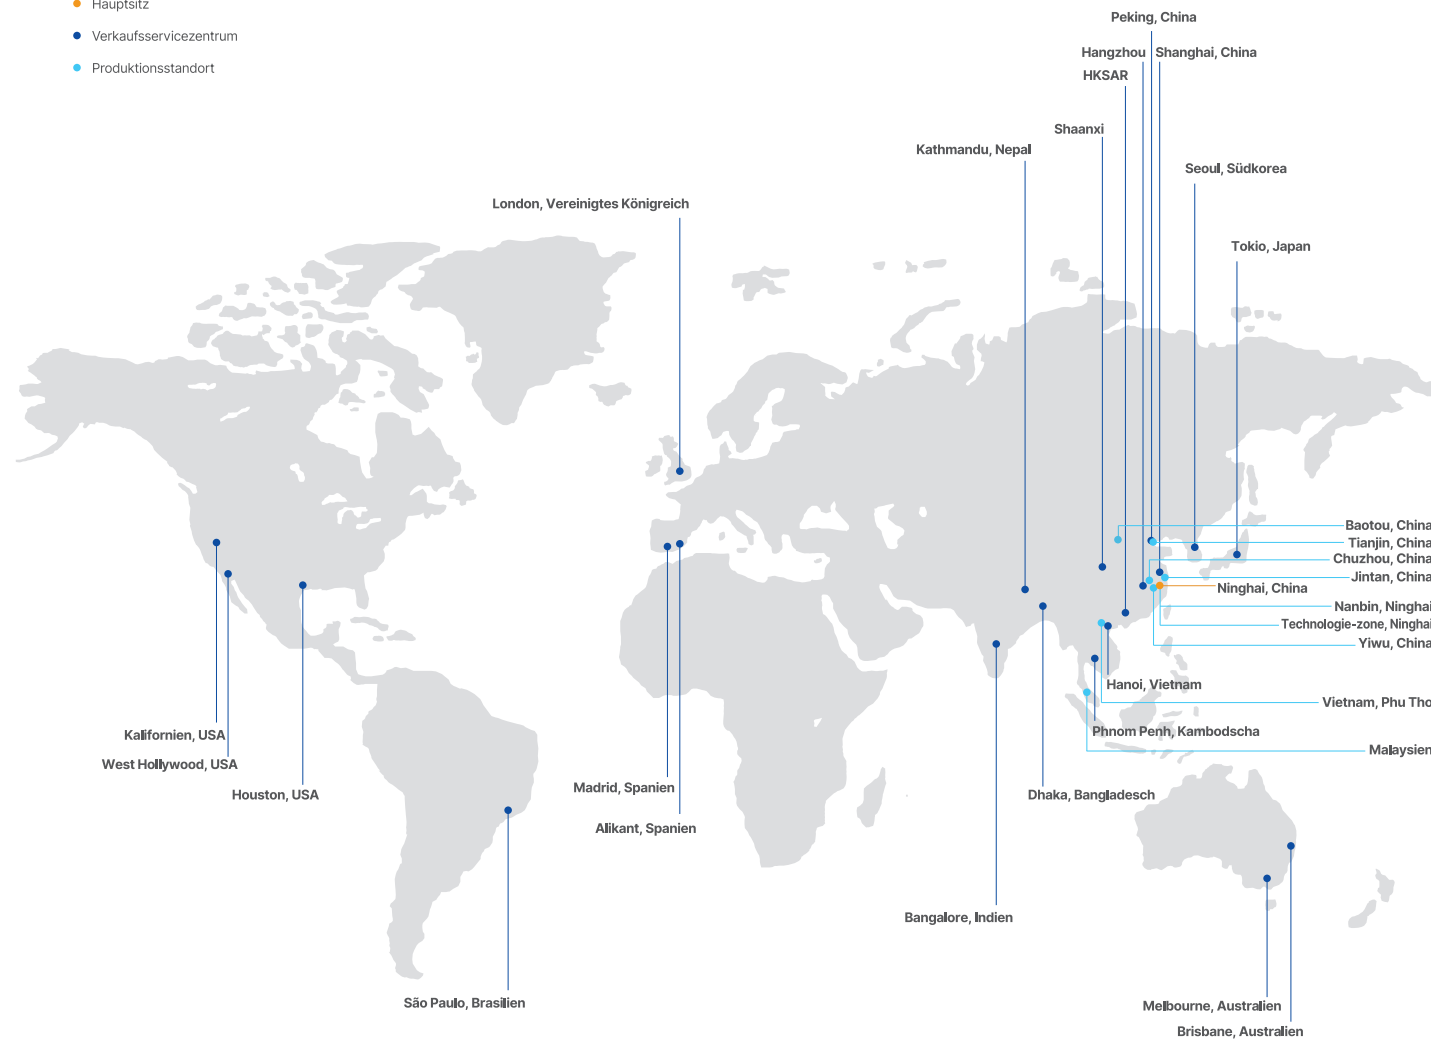 Hauptsitz
Verkaufsservicezentrum
Produktionsstandort
Peking, China
Hangzhou
Shanghai, China
HKSAR
Shaanxi
Kathmandu, Nepal
Seoul, Südkorea
London, Vereinigtes Königreich
Tokio, Japan
Baotou, China
Tianjin, China
Chuzhou, China
Jintan, China
Ninghai, China
Nanbin, Ninghai
Technologie-zone, Ninghai
Yiwu, China
Hanoi, Vietnam
Vietnam, Phu Tho
Phnom Penh, Kambodscha
Malaysien
Kalifornien, USA
West Hollywood, USA
Houston, USA
Madrid, Spanien
Alikant, Spanien
Dhaka, Bangladesch
Bangalore, Indien
São Paulo, Brasilien
Melbourne, Australien
Brisbane, Australien